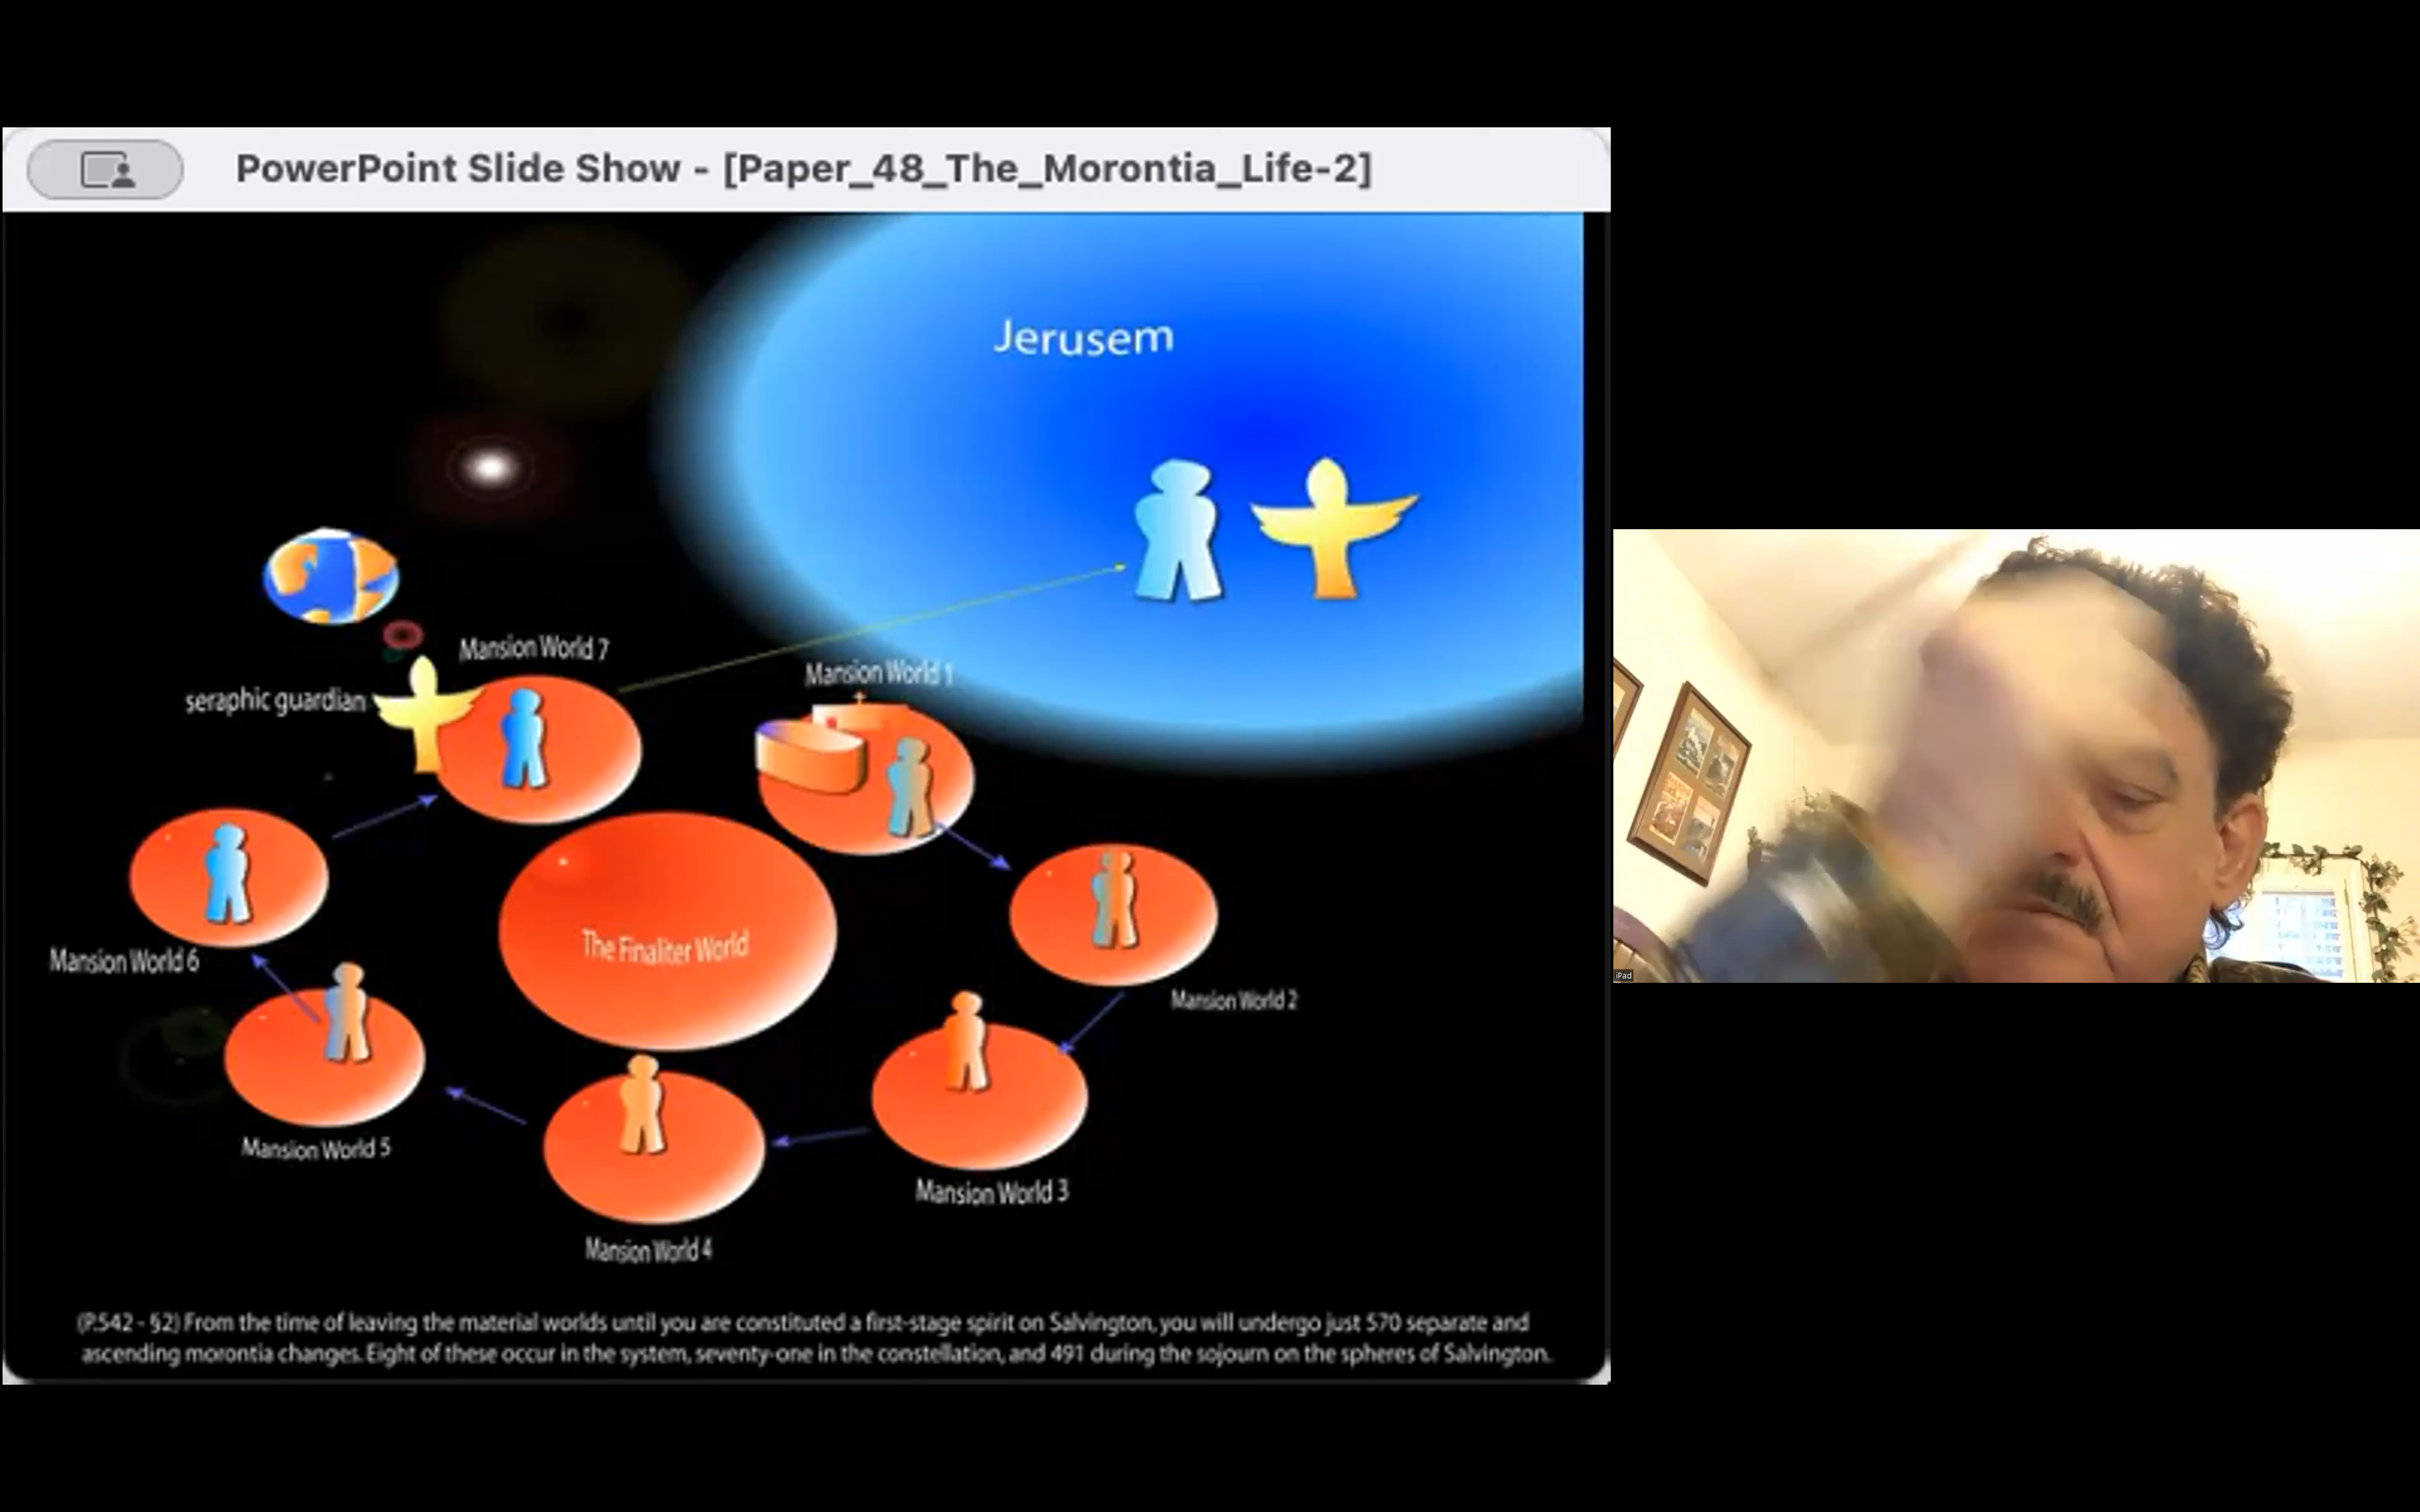 PowerPoint Slide Show - [Paper_48_The_Morontia_Life-2]
Jerusem
Mansion World 7
Mansion World 1
seraphic guardian
The Finaliter World
Mansion World 6
Mansion World 2
Mansion World 5
Mansion World 3
Mansion World 4
(P.542 - §2) From the time of leaving the material worlds until you are constituted a first-stage spirit on Salvington, you will undergo just 570 separate and
ascending morontia changes. Eight of these occur in the system, seventy-one in the constellation, and 491 during the sojourn on the spheres of Salvington.
iPad